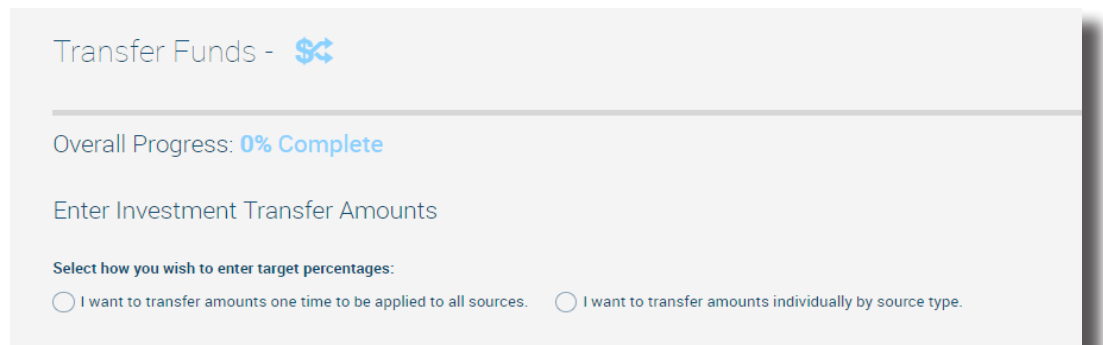 Transfer Funds -
Overall Progress: 0% Complete
Enter Investment Transfer Amounts
Select how you wish to enter target percentages:
I want to transfer amounts one time to be applied to all sources. I want to transfer amounts individually by source type.